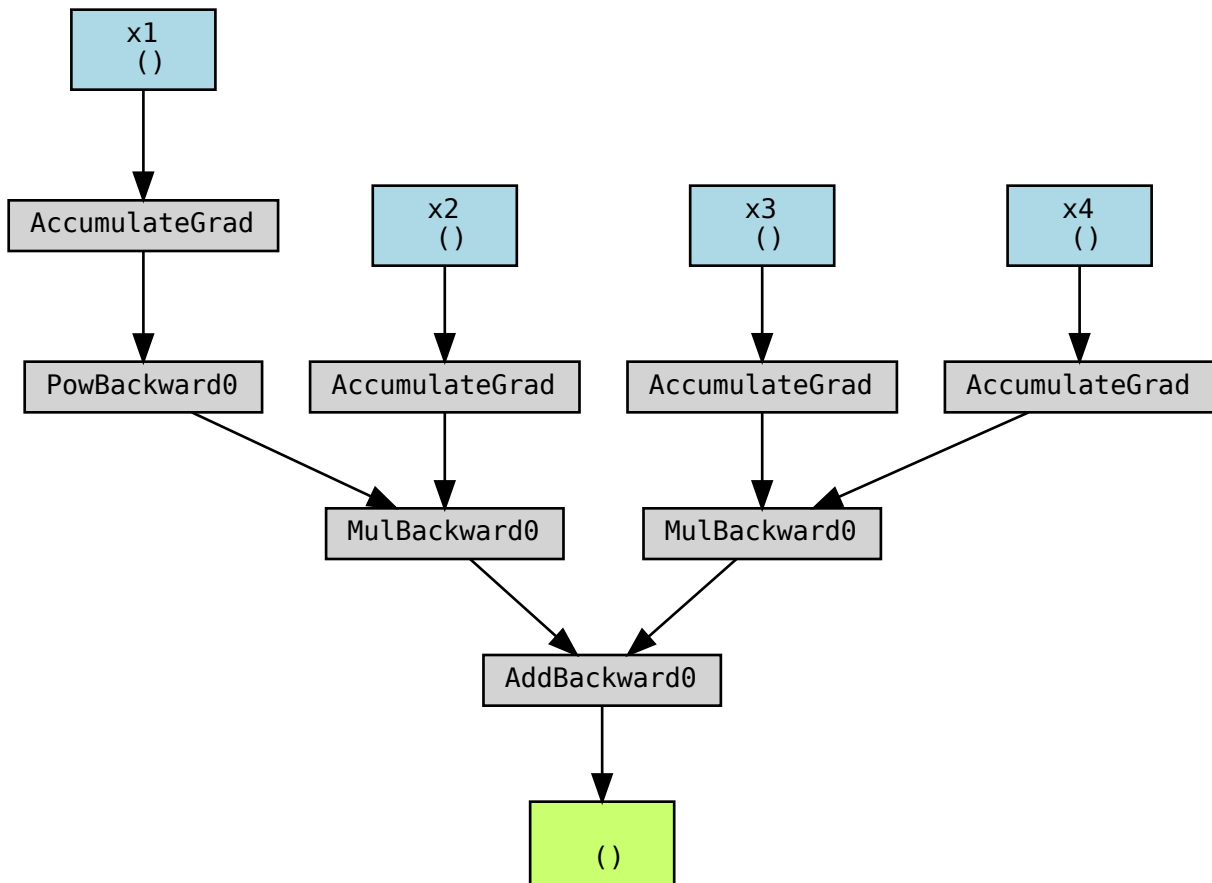 x1
()
AccumulateGrad
x2
()
x3
()
x4
()
PowBackward0
AccumulateGrad
AccumulateGrad
AccumulateGrad
MulBackward0
MulBackward0
AddBackward0
()